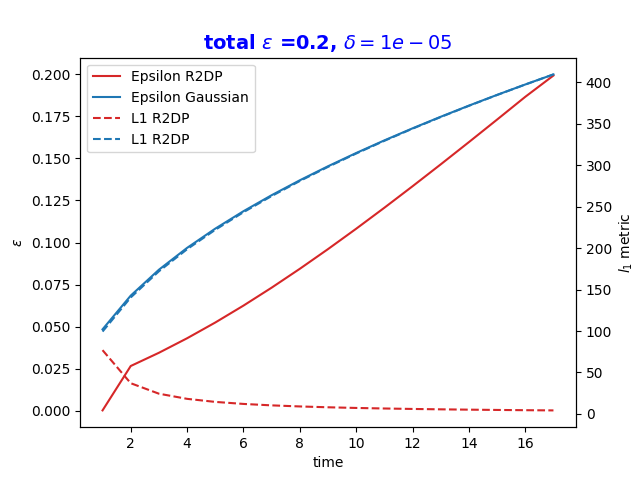 total ε =0.2, δ = 1e − 05
Epsilon R2DP
Epsilon Gaussian
L1 R2DP
L1 R2DP
0.200
0.175
0.150
0.125
0.100
0.075
0.050
0.025
0.000
ε
400
350
300
250
200
150
100
50
0
l₁ metric
2 4 6 8 10 12 14 16
time